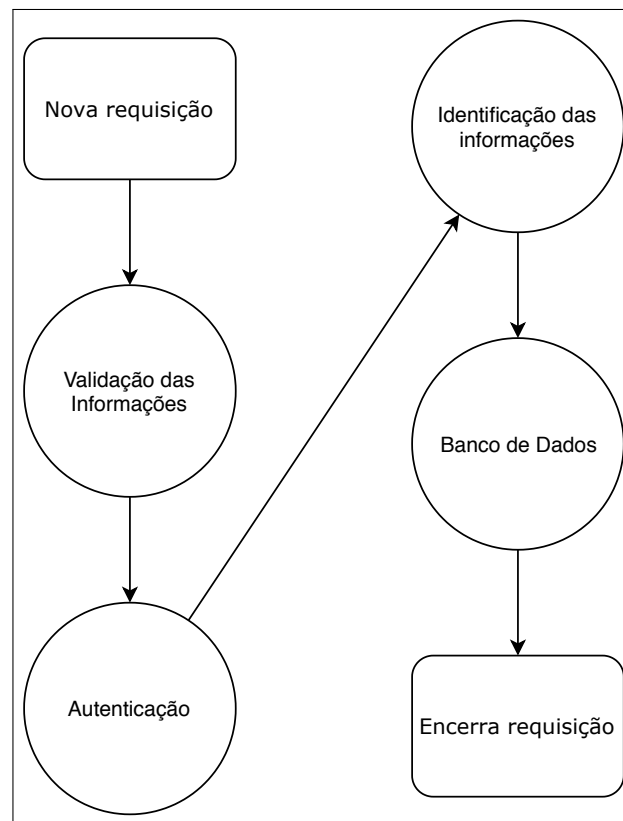 Nova requisição
Validação das
Informações
Autenticação
Identificação das
informações
Banco de Dados
Encerra requisição